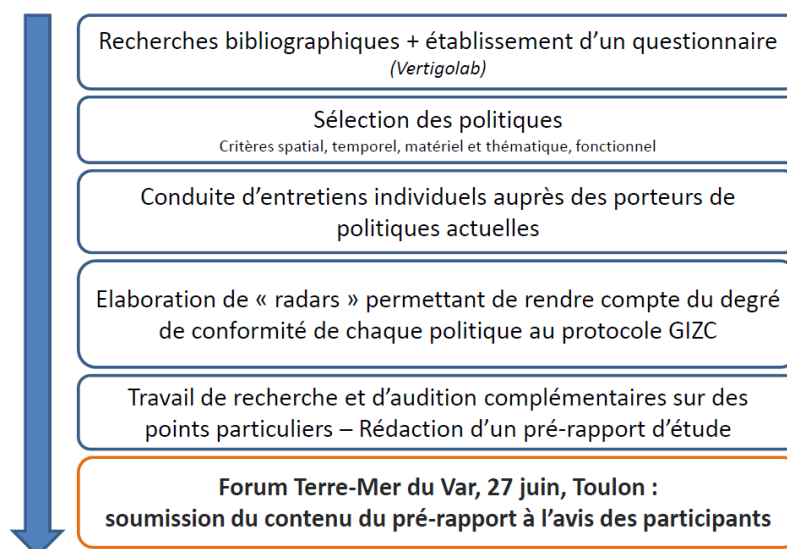 Recherches bibliographiques + établissement d’un questionnaire
(Vertigolab)
Sélection des politiques
Critères spatial, temporel, matériel et thématique, fonctionnel
Conduite d’entretiens individuels auprès des porteurs de
politiques actuelles
Elaboration de « radars » permettant de rendre compte du degré
de conformité de chaque politique au protocole GIZC
Travail de recherche et d’audition complémentaires sur des
points particuliers – Rédaction d’un pré-rapport d’étude
Forum Terre-Mer du Var, 27 juin, Toulon :
soumission du contenu du pré-rapport à l’avis des participants